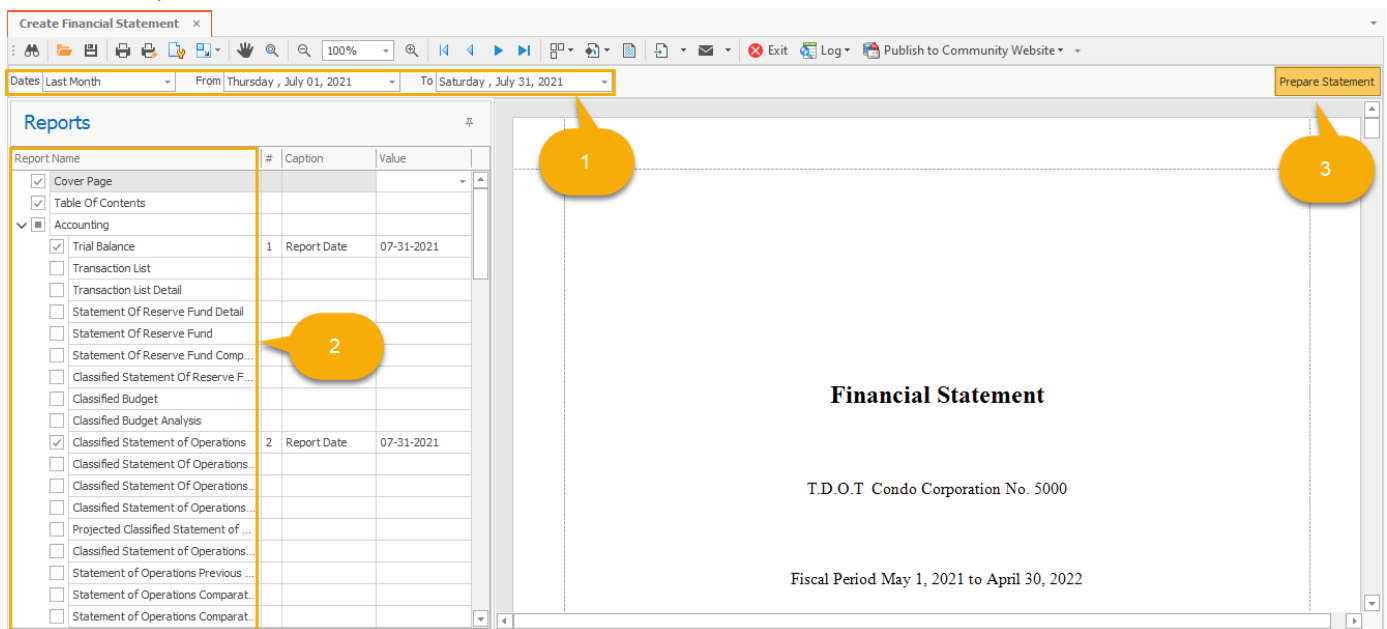 Create Financial Statement ×
100% Exit Log Publish to Community Website
Dates Last Month From Thursday , July 01, 2021 To Saturday , July 31, 2021 Prepare Statement
Reports
1
3
Report Name # Caption Value
Cover Page
Table Of Contents
Accounting
Trial Balance 1 Report Date 07-31-2021
Transaction List
Transaction List Detail
Statement Of Reserve Fund Detail
Statement Of Reserve Fund
2
Statement Of Reserve Fund Comp...
Classified Statement Of Reserve F...
Classified Budget
Financial Statement
Classified Budget Analysis
Classified Statement of Operations 2 Report Date 07-31-2021
Classified Statement Of Operations...
Classified Statement Of Operations...
T.D.O.T Condo Corporation No. 5000
Classified Statement Of Operations...
Projected Classified Statement of ...
Classified Statement of Operations...
Statement of Operations Previous ...
Fiscal Period May 1, 2021 to April 30, 2022
Statement of Operations Comparat...
Statement of Operations Comparat...